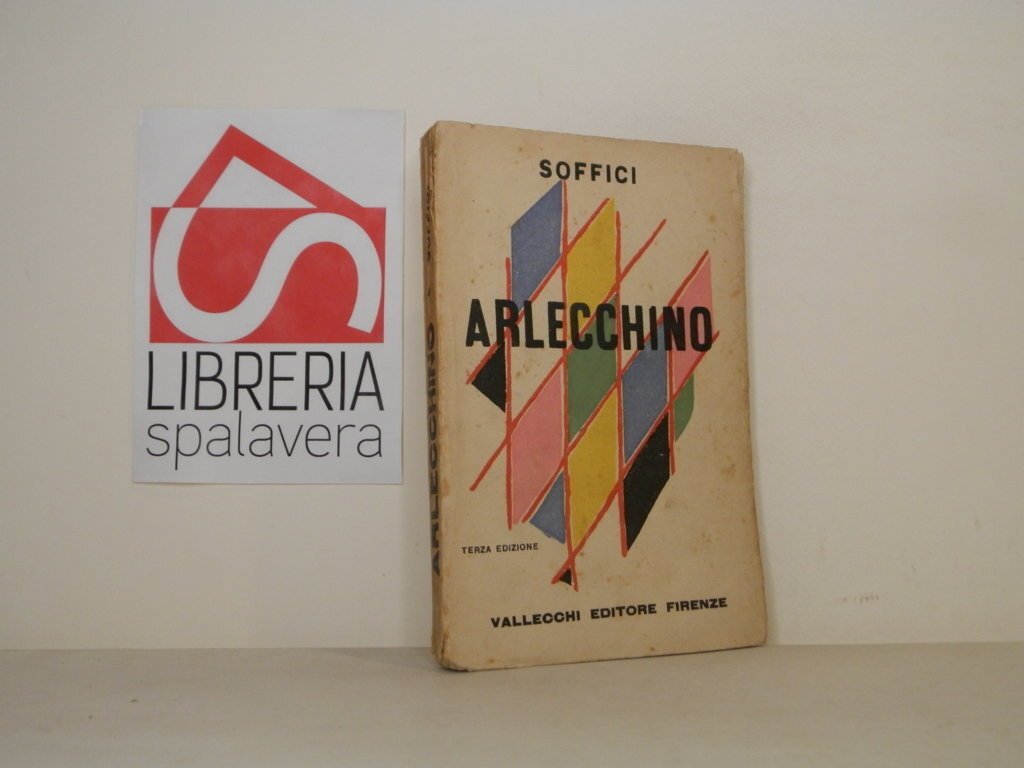 LIBRERIA
spalavera
SOFFICI
ARLECCHINO
TERZA EDIZIONE
VALLECCHI EDITORE FIRENZE
ARLECCHINO